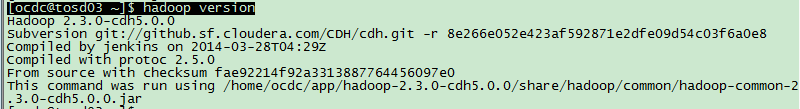 [ocdc@tosd03 ~]$ hadoop version
Hadoop 2.3.0-cdh5.0.0
Subversion git://github.sf.cloudera.com/CDH/cdh.git -r 8e266e052e423af592871e2dfe09d54c03f6a0e8
Compiled by jenkins on 2014-03-28T04:29Z
Compiled with protoc 2.5.0
From source with checksum fae92214f92a3313887764456097e0
This command was run using /home/ocdc/app/hadoop-2.3.0-cdh5.0.0/share/hadoop/common/hadoop-common-2
.3.0-cdh5.0.0.jar